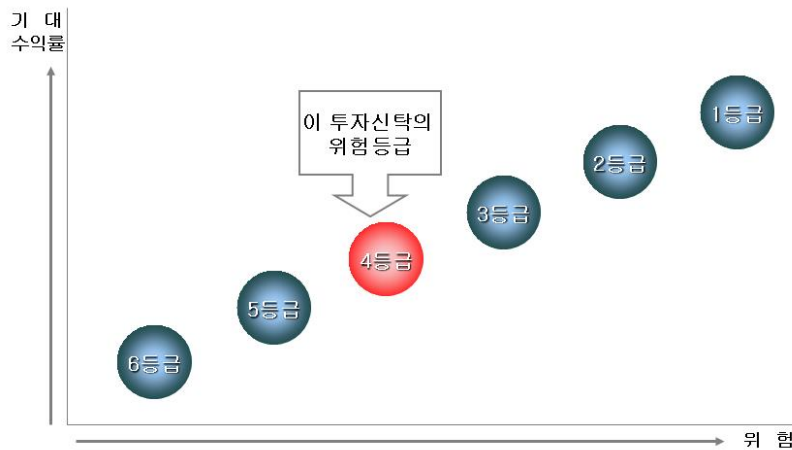 기 대
수익률
이 투자신탁의
위험등급
1등급
2등급
3등급
4등급
5등급
6등급
위 험